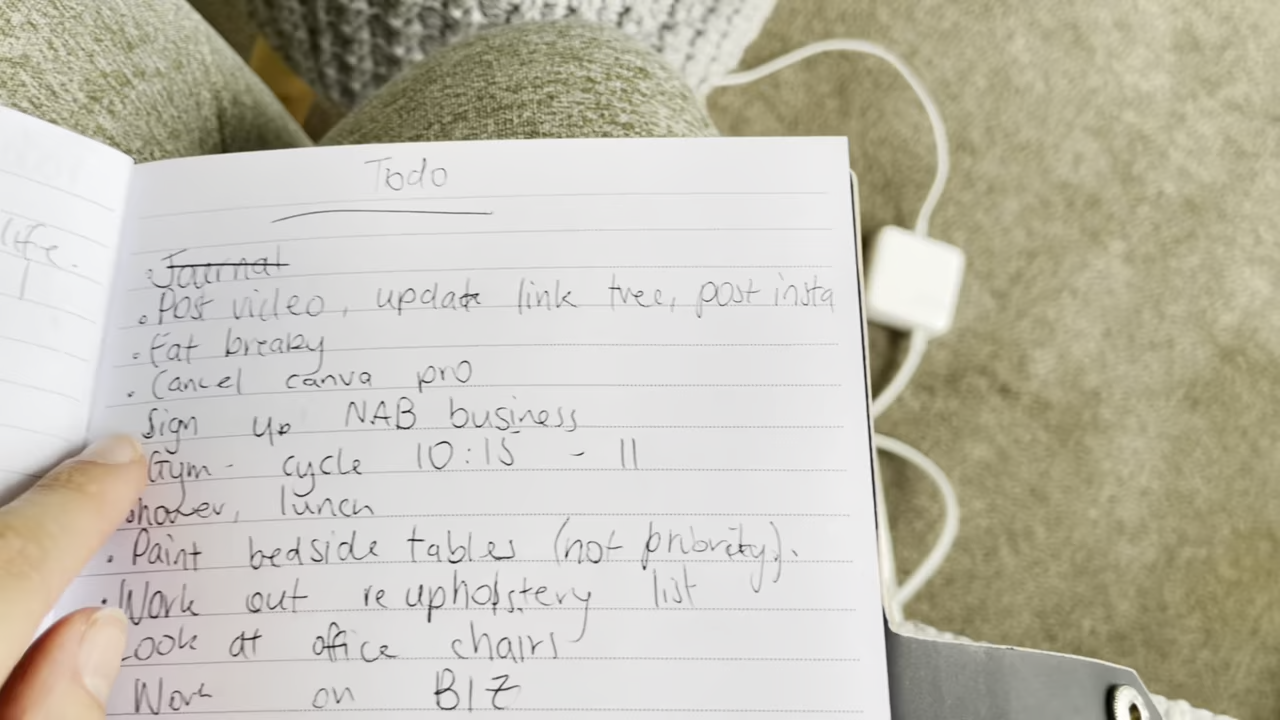 life.
Todo
Journal
Post video, update link tree, post insta
Eat breaky
Cancel canva pro
Sign up NAB business
Gym - cycle 10:15 - 11
shower, lunch
Paint bedside tables (not priority).
Work out reupholstery list
Look at office chairs
Work on BIZ